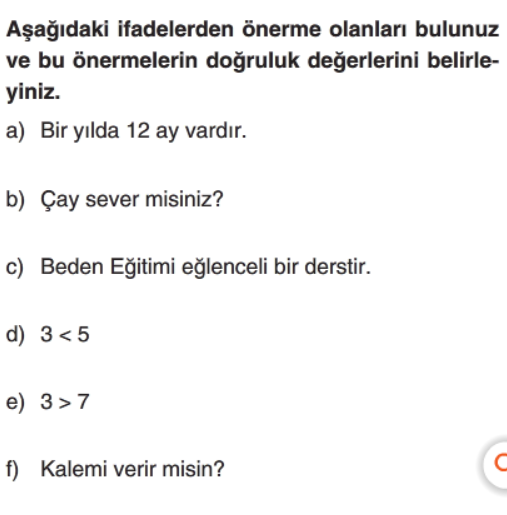 Aşağıdaki ifadelerden önerme olanları bulunuz
ve bu önermelerin doğruluk değerlerini belirle-
yiniz.
a) Bir yılda 12 ay vardır.
b) Çay sever misiniz?
c) Beden Eğitimi eğlenceli bir derstir.
d) 3 < 5
e) 3 > 7
f) Kalemi verir misin?